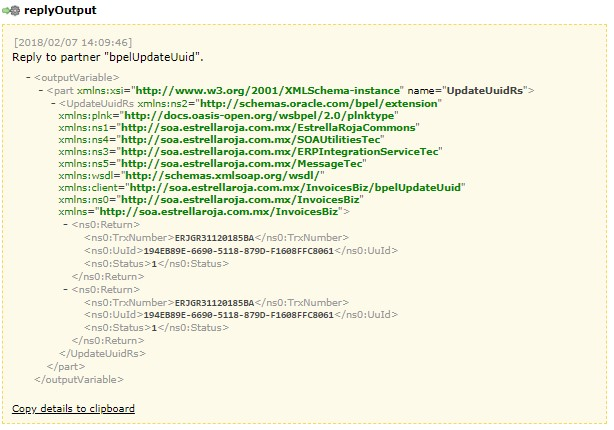 replyOutput
[2018/02/07 14:09:46]
Reply to partner "bpelUpdateUuid".
- <outputVariable>
- <part xmlns:xsi="http://www.w3.org/2001/XMLSchema-instance" name="UpdateUuidRs">
- <UpdateUuidRs xmlns:ns2="http://schemas.oracle.com/bpel/extension"
xmlns:plnk="http://docs.oasis-open.org/wsbpel/2.0/plnktype"
xmlns:ns1="http://soa.estrellaroja.com.mx/EstrellaRojaCommons"
xmlns:ns4="http://soa.estrellaroja.com.mx/SOAUtilitiesTec"
xmlns:ns3="http://soa.estrellaroja.com.mx/ERPIntegrationServiceTec"
xmlns:ns5="http://soa.estrellaroja.com.mx/MessageTec"
xmlns:wsdl="http://schemas.xmlsoap.org/wsdl/"
xmlns:client="http://soa.estrellaroja.com.mx/InvoicesBiz/bpelUpdateUuid"
xmlns:ns0="http://soa.estrellaroja.com.mx/InvoicesBiz"
xmlns="http://soa.estrellaroja.com.mx/InvoicesBiz">
- <ns0:Return>
<ns0:TrxNumber>ERJGR31120185BA</ns0:TrxNumber>
<ns0:UuId>194EB89E-6690-5118-879D-F1608FFC8061</ns0:UuId>
<ns0:Status>1</ns0:Status>
</ns0:Return>
- <ns0:Return>
<ns0:TrxNumber>ERJGR31120185BA</ns0:TrxNumber>
<ns0:UuId>194EB89E-6690-5118-879D-F1608FFC8061</ns0:UuId>
<ns0:Status>1</ns0:Status>
</ns0:Return>
</UpdateUuidRs>
</part>
</outputVariable>
Copy details to clipboard